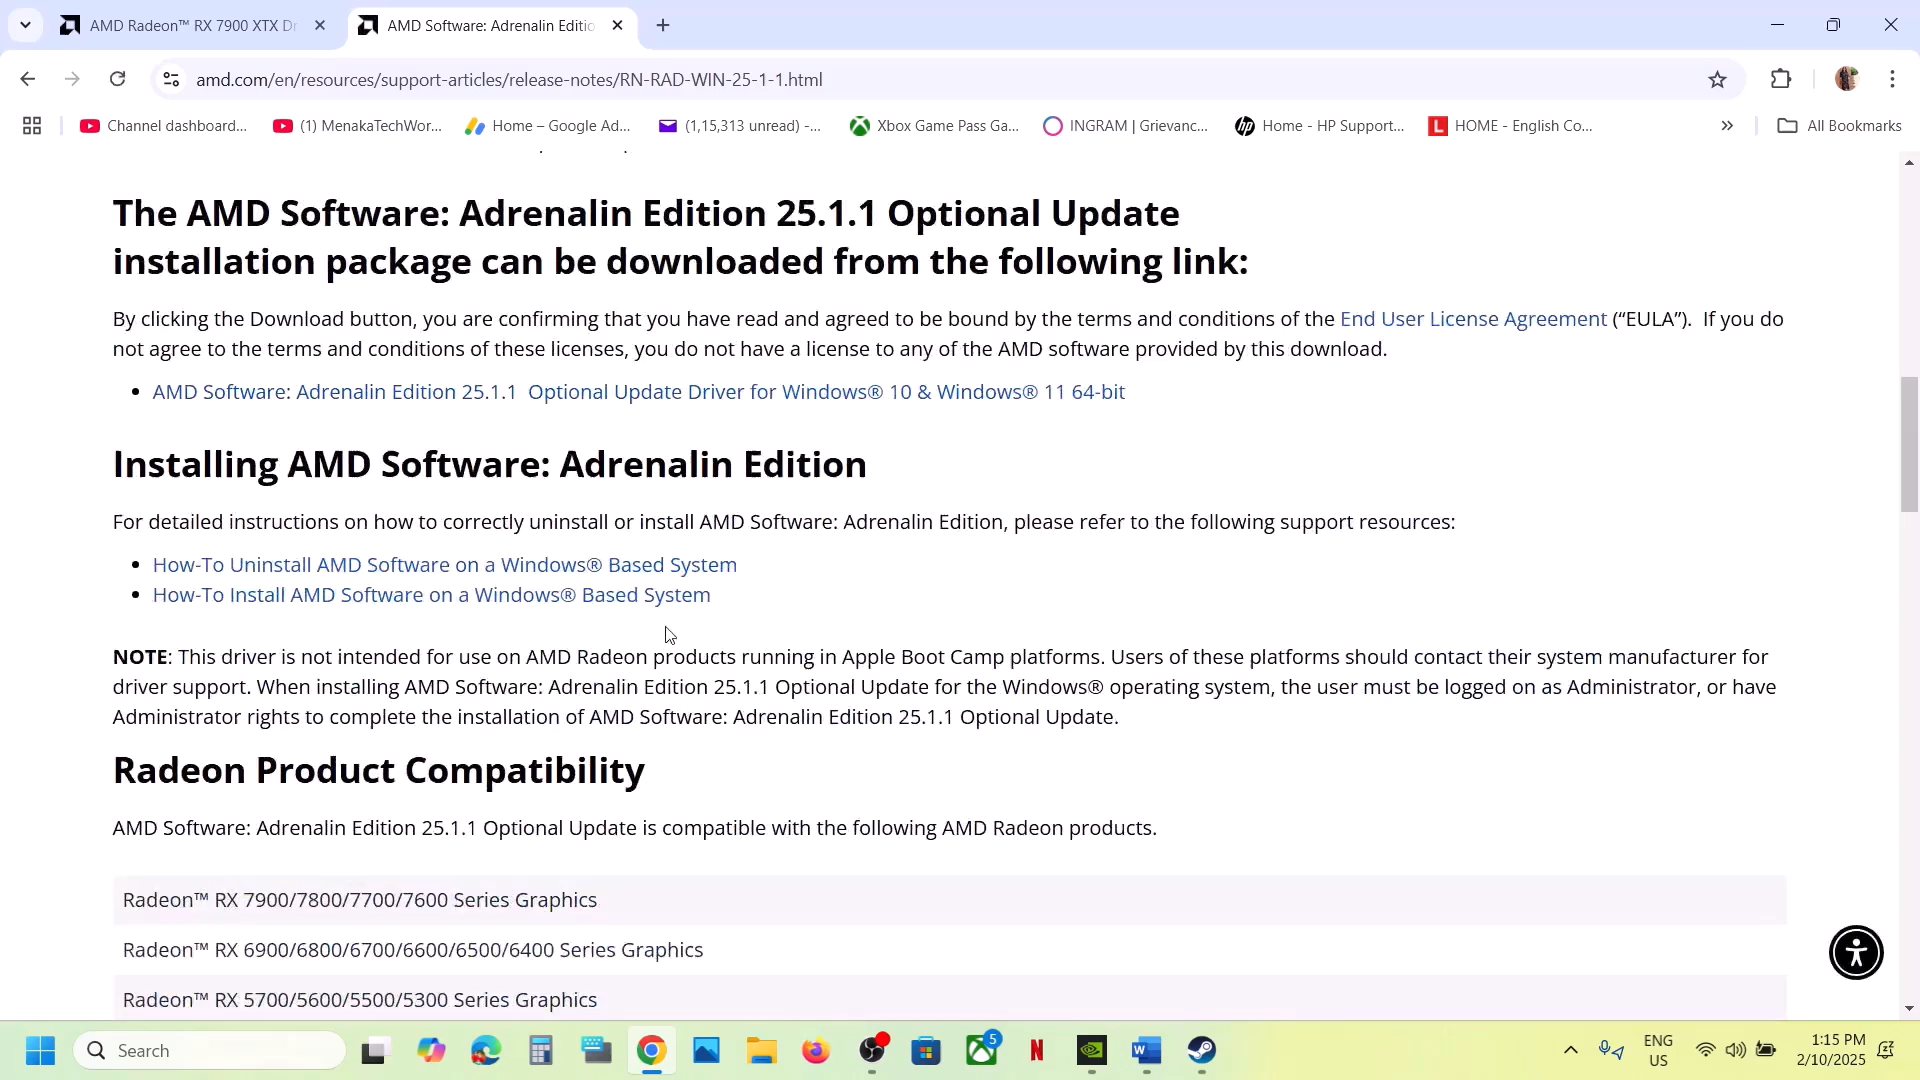 AMD Radeon™ RX 7900 XTX Dr
AMD Software: Adrenalin Editio
amd.com/en/resources/support-articles/release-notes/RN-RAD-WIN-25-1-1.html
Channel dashboard...
(1) MenakaTechWor...
Home – Google Ad...
(1,15,313 unread) -...
Xbox Game Pass Ga...
INGRAM | Grievanc...
Home - HP Support...
HOME - English Co...
All Bookmarks
The AMD Software: Adrenalin Edition 25.1.1 Optional Update
installation package can be downloaded from the following link:
By clicking the Download button, you are confirming that you have read and agreed to be bound by the terms and conditions of the End User License Agreement (“EULA”).  If you do
not agree to the terms and conditions of these licenses, you do not have a license to any of the AMD software provided by this download.
• AMD Software: Adrenalin Edition 25.1.1  Optional Update Driver for Windows® 10 & Windows® 11 64-bit
Installing AMD Software: Adrenalin Edition
For detailed instructions on how to correctly uninstall or install AMD Software: Adrenalin Edition, please refer to the following support resources:
• How-To Uninstall AMD Software on a Windows® Based System
• How-To Install AMD Software on a Windows® Based System
NOTE: This driver is not intended for use on AMD Radeon products running in Apple Boot Camp platforms. Users of these platforms should contact their system manufacturer for
driver support. When installing AMD Software: Adrenalin Edition 25.1.1 Optional Update for the Windows® operating system, the user must be logged on as Administrator, or have
Administrator rights to complete the installation of AMD Software: Adrenalin Edition 25.1.1 Optional Update.
Radeon Product Compatibility
AMD Software: Adrenalin Edition 25.1.1 Optional Update is compatible with the following AMD Radeon products.
Radeon™ RX 7900/7800/7700/7600 Series Graphics
Radeon™ RX 6900/6800/6700/6600/6500/6400 Series Graphics
Radeon™ RX 5700/5600/5500/5300 Series Graphics
Search
5
ENG
US
1:15 PM
2/10/2025